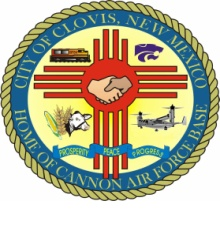 CITY OF CLOVIS, NEW MEXICO
PROSPERITY PEACE PROGRESS
HOME OF CANNON AIR FORCE BASE